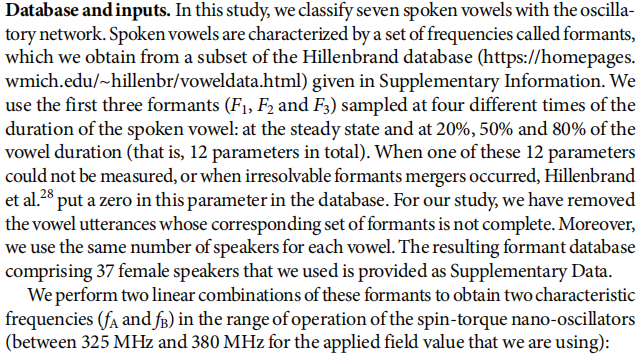 Database and inputs. In this study, we classify seven spoken vowels with the oscilla-
tory network. Spoken vowels are characterized by a set of frequencies called formants,
which we obtain from a subset of the Hillenbrand database (https://homepages.
wmich.edu/~hillenbr/voweldata.html) given in Supplementary Information. We
use the first three formants (F1, F2 and F3) sampled at four different times of the
duration of the spoken vowel: at the steady state and at 20%, 50% and 80% of the
vowel duration (that is, 12 parameters in total). When one of these 12 parameters
could not be measured, or when irresolvable formants mergers occurred, Hillenbrand
et al.28 put a zero in this parameter in the database. For our study, we have removed
the vowel utterances whose corresponding set of formants is not complete. Moreover,
we use the same number of speakers for each vowel. The resulting formant database
comprising 37 female speakers that we used is provided as Supplementary Data.
We perform two linear combinations of these formants to obtain two characteristic
frequencies (fA and fB) in the range of operation of the spin-torque nano-oscillators
(between 325 MHz and 380 MHz for the applied field value that we are using):